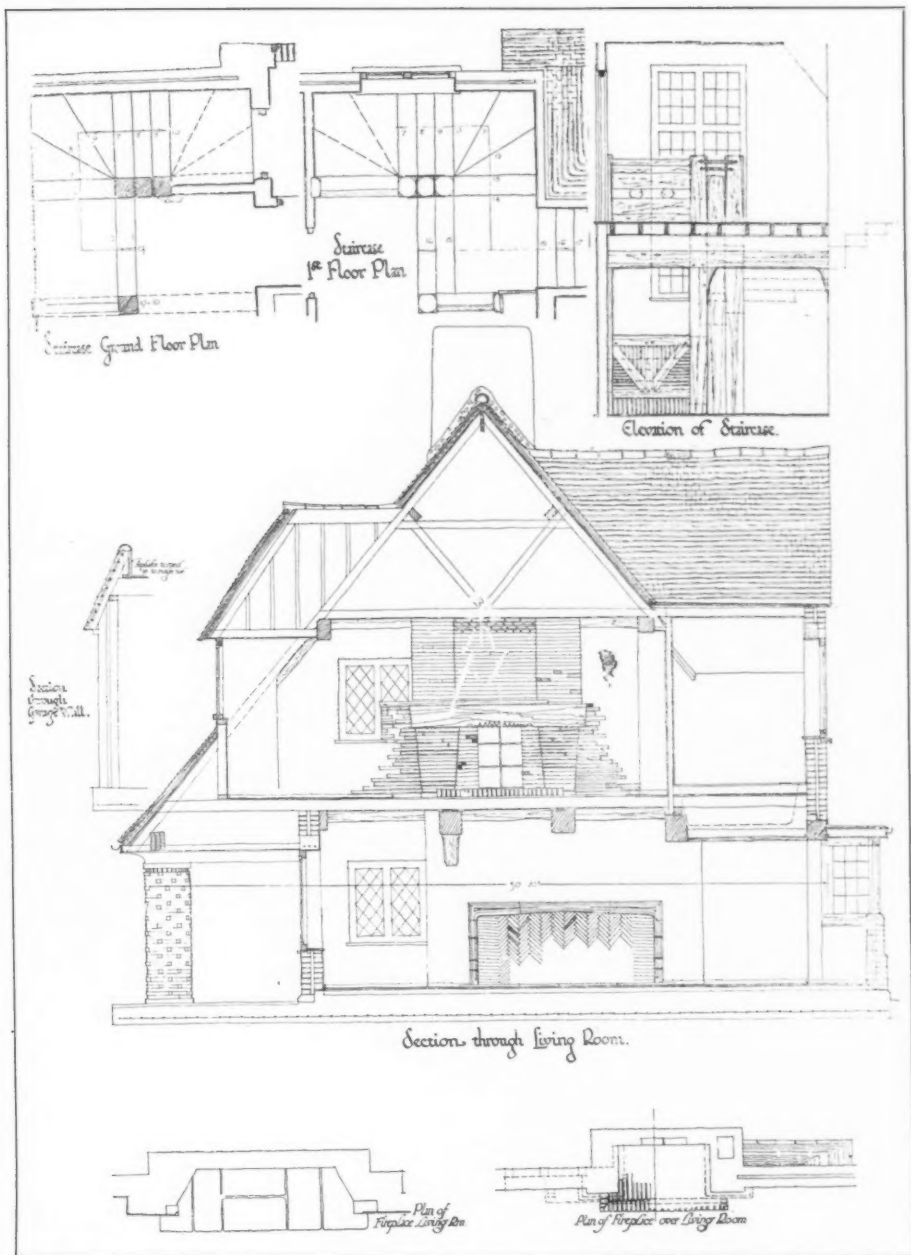 Staircase
1st Floor Plan
Staircase Ground Floor Plan
Elevation of Staircase.
Section
through
Garage Wall.
Section through Living Room.
Plan of
Fireplace Living Rm
Plan of Fireplace over Living Room